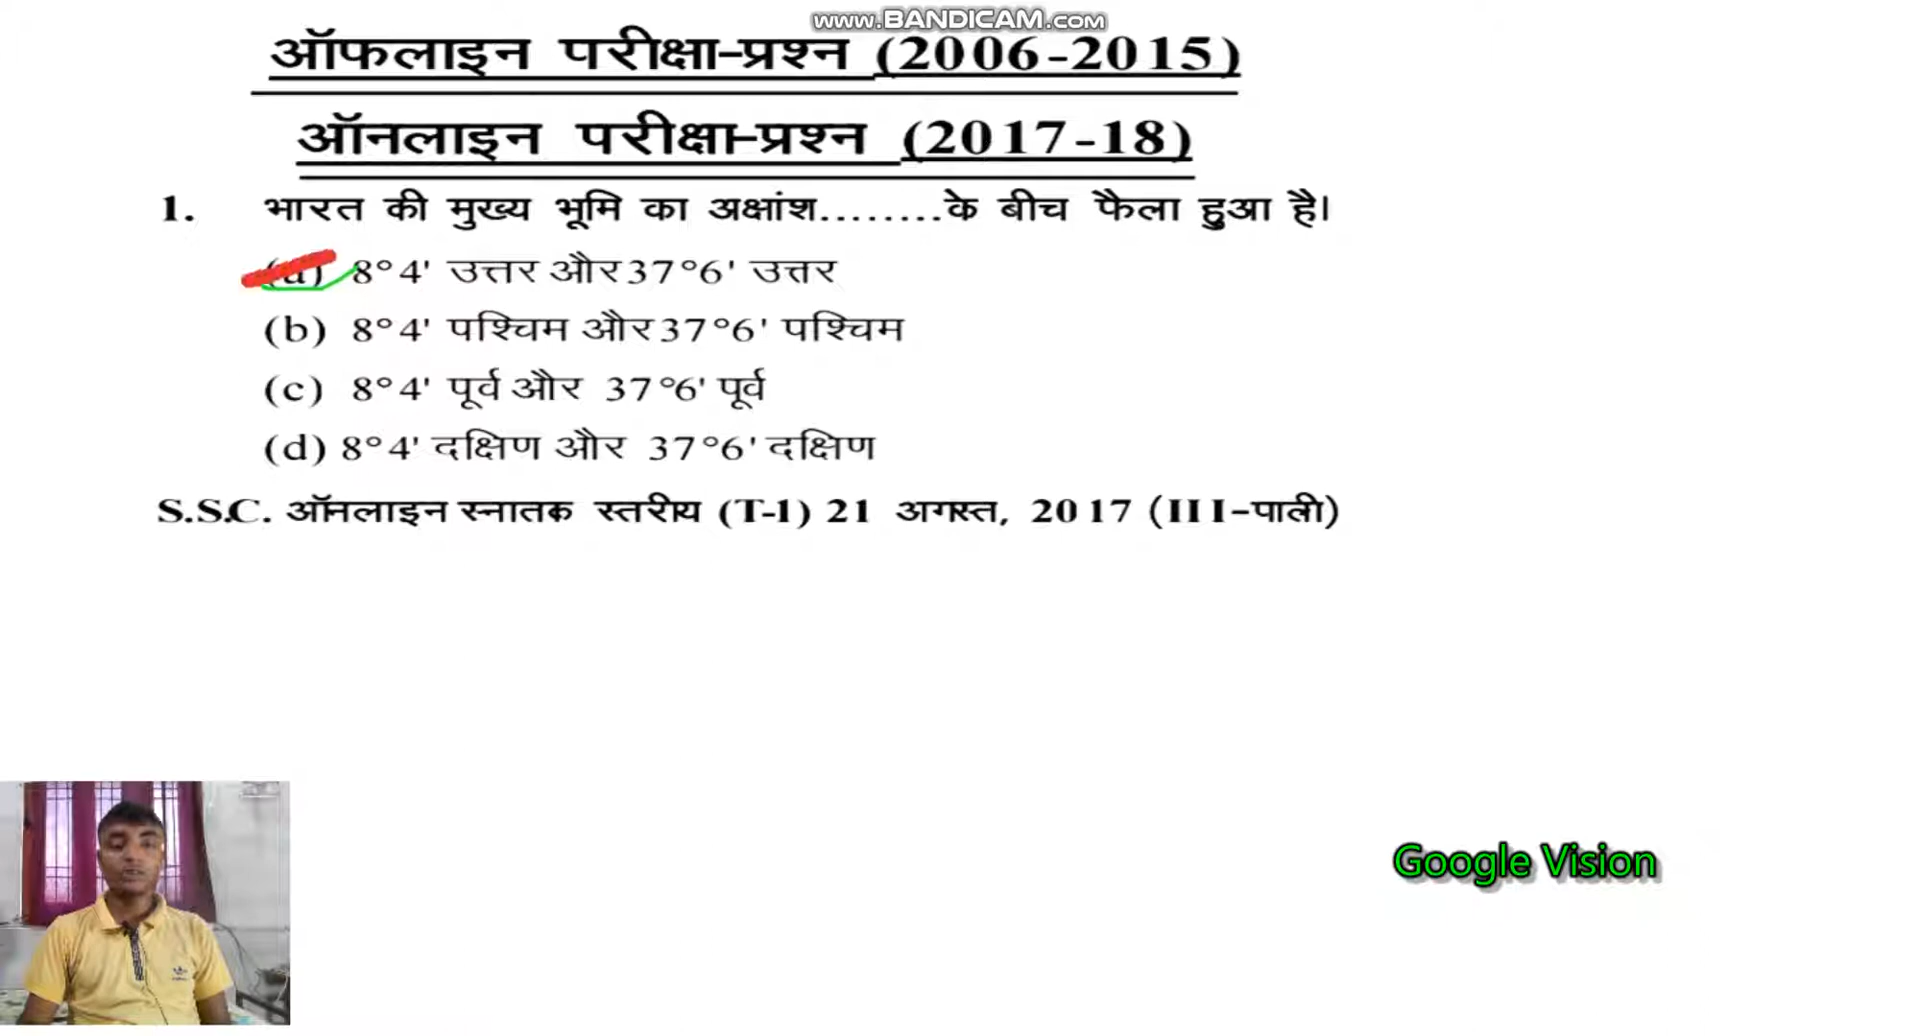 www.BANDICAM.com
ऑफलाइन परीक्षा-प्रश्न (2006-2015)
ऑनलाइन परीक्षा-प्रश्न (2017-18)
1. भारत की मुख्य भूमि का अक्षांश........के बीच फैला हुआ है।
(a) 8°4' उत्तर और 37°6' उत्तर
(b) 8°4' पश्चिम और 37°6' पश्चिम
(c) 8°4' पूर्व और 37°6' पूर्व
(d) 8°4' दक्षिण और 37°6' दक्षिण
S.S.C. ऑनलाइन स्नातक स्तरीय (T-1) 21 अगस्त, 2017 (III-पाली)
Google Vision